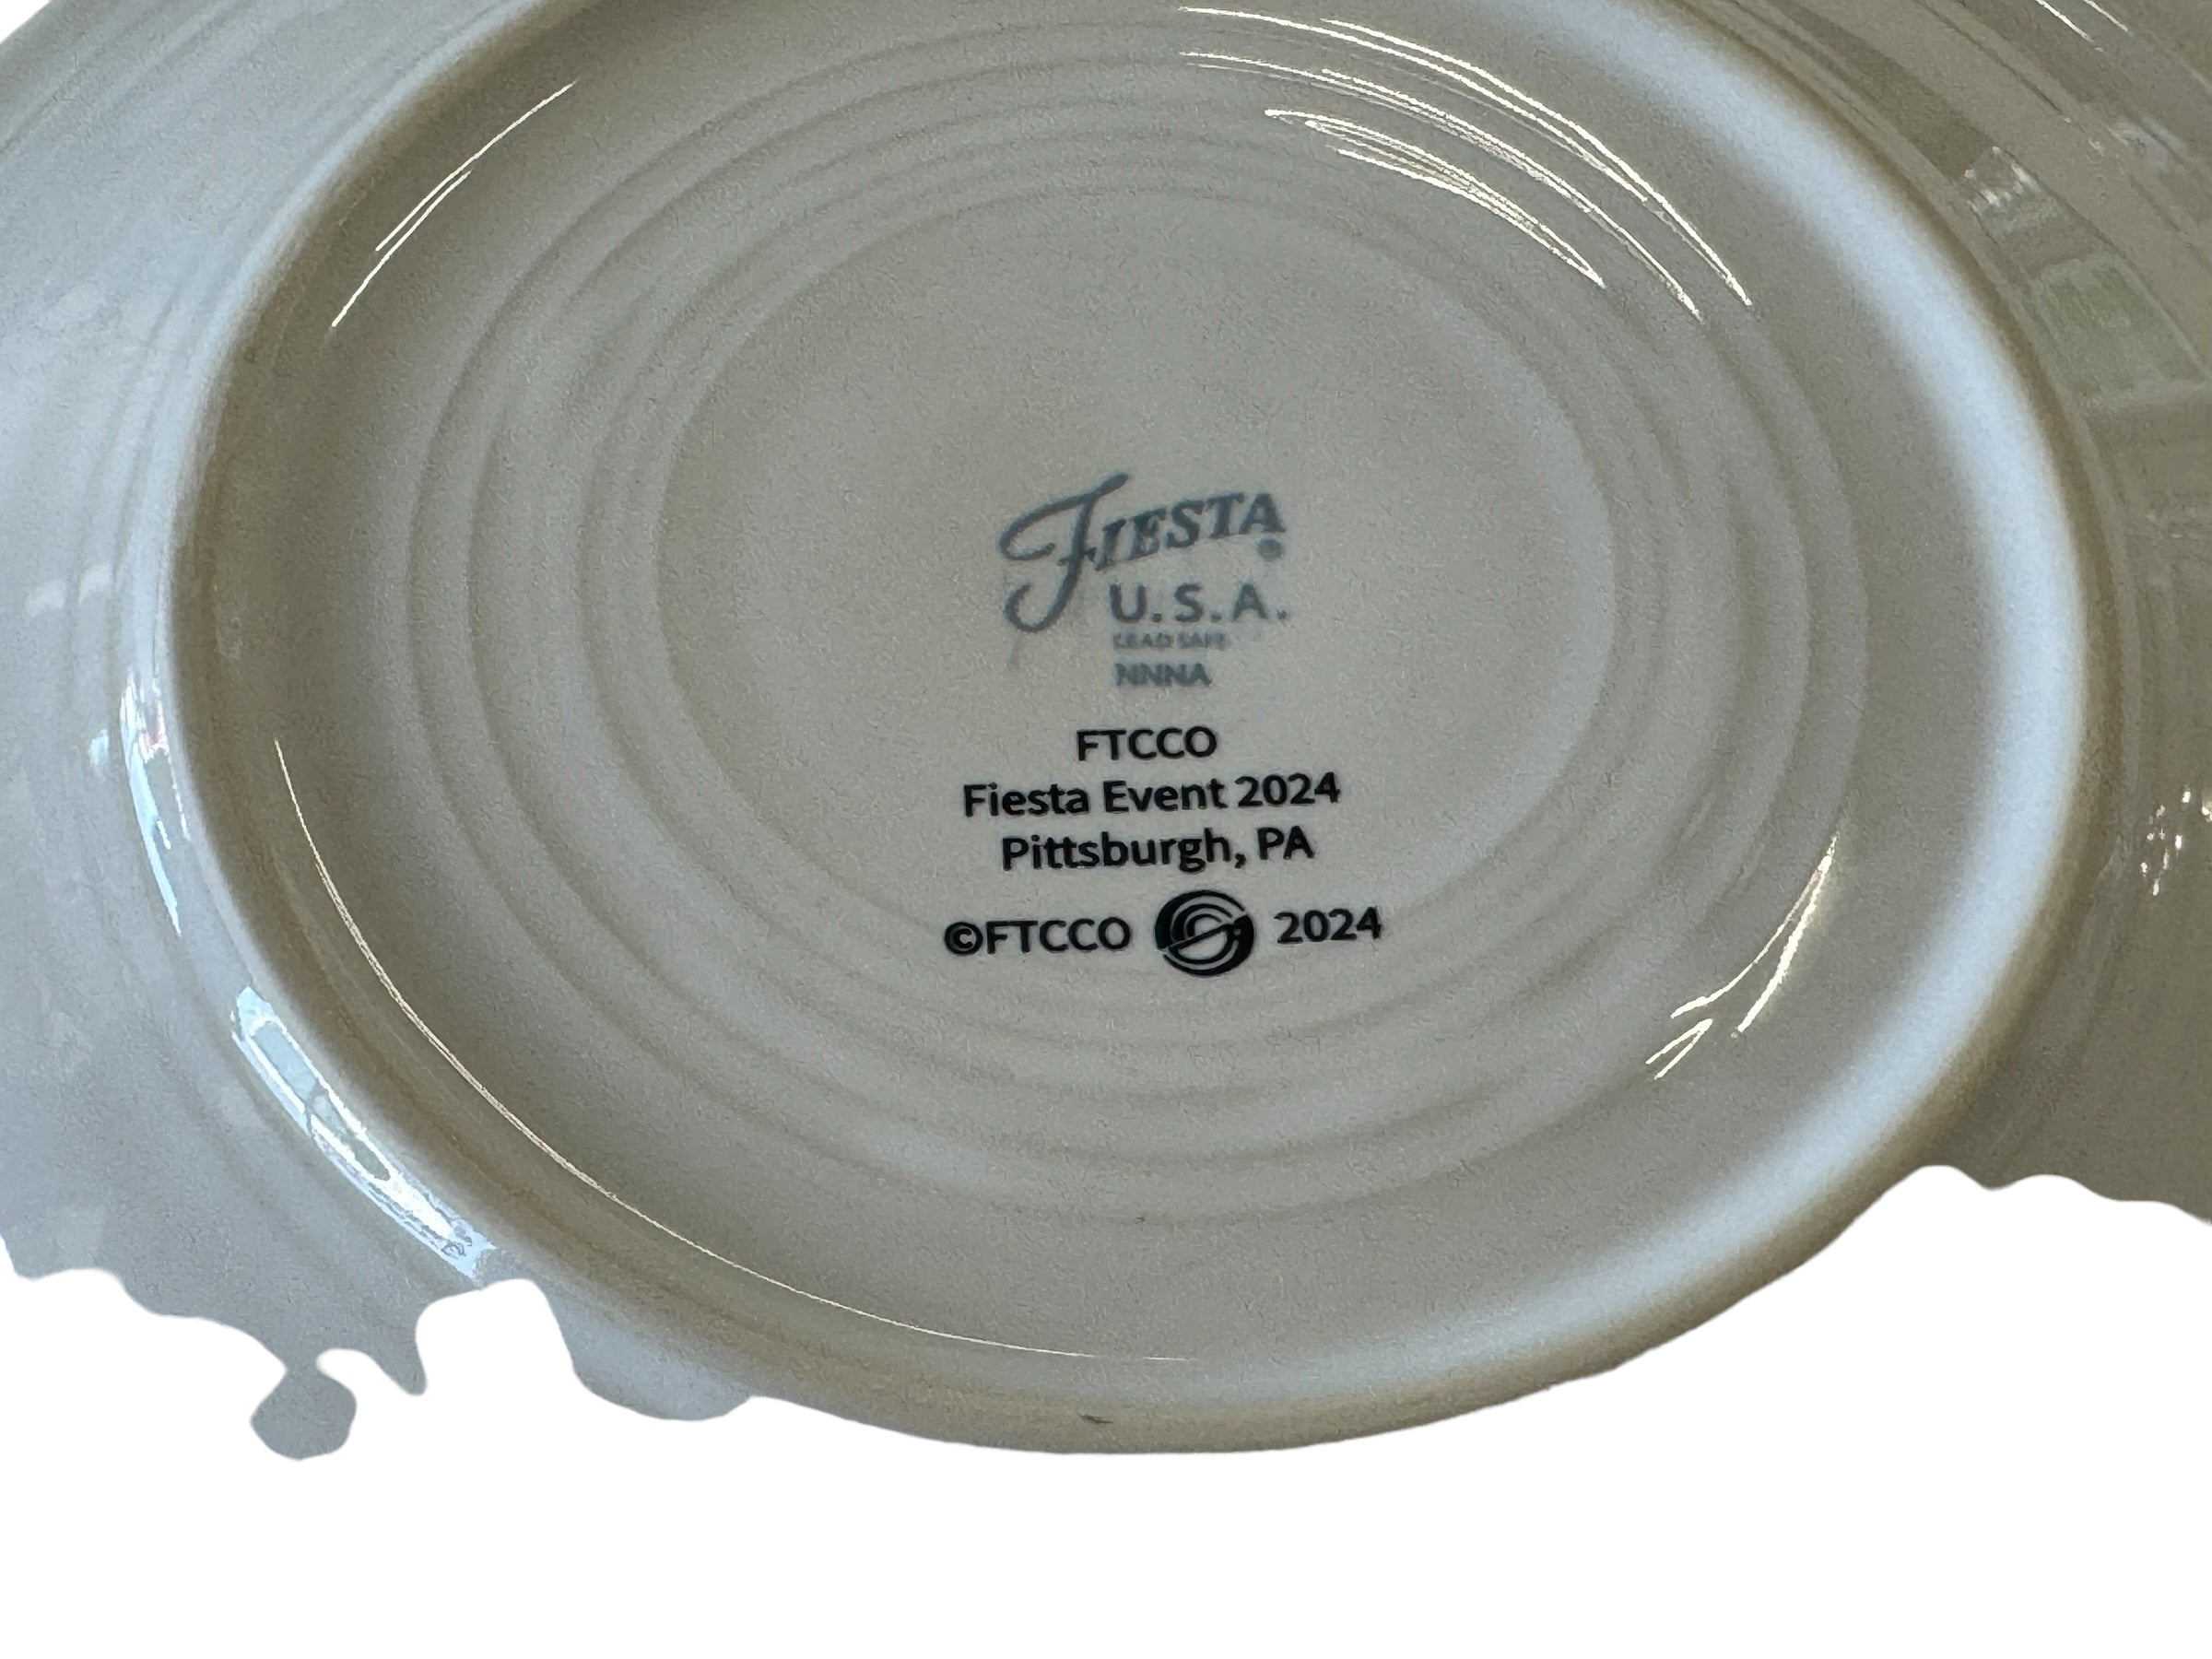 FIESTA®
U.S.A.
LEAD SAFE
NNNA
FTCCO
Fiesta Event 2024
Pittsburgh, PA
©FTCCO 2024